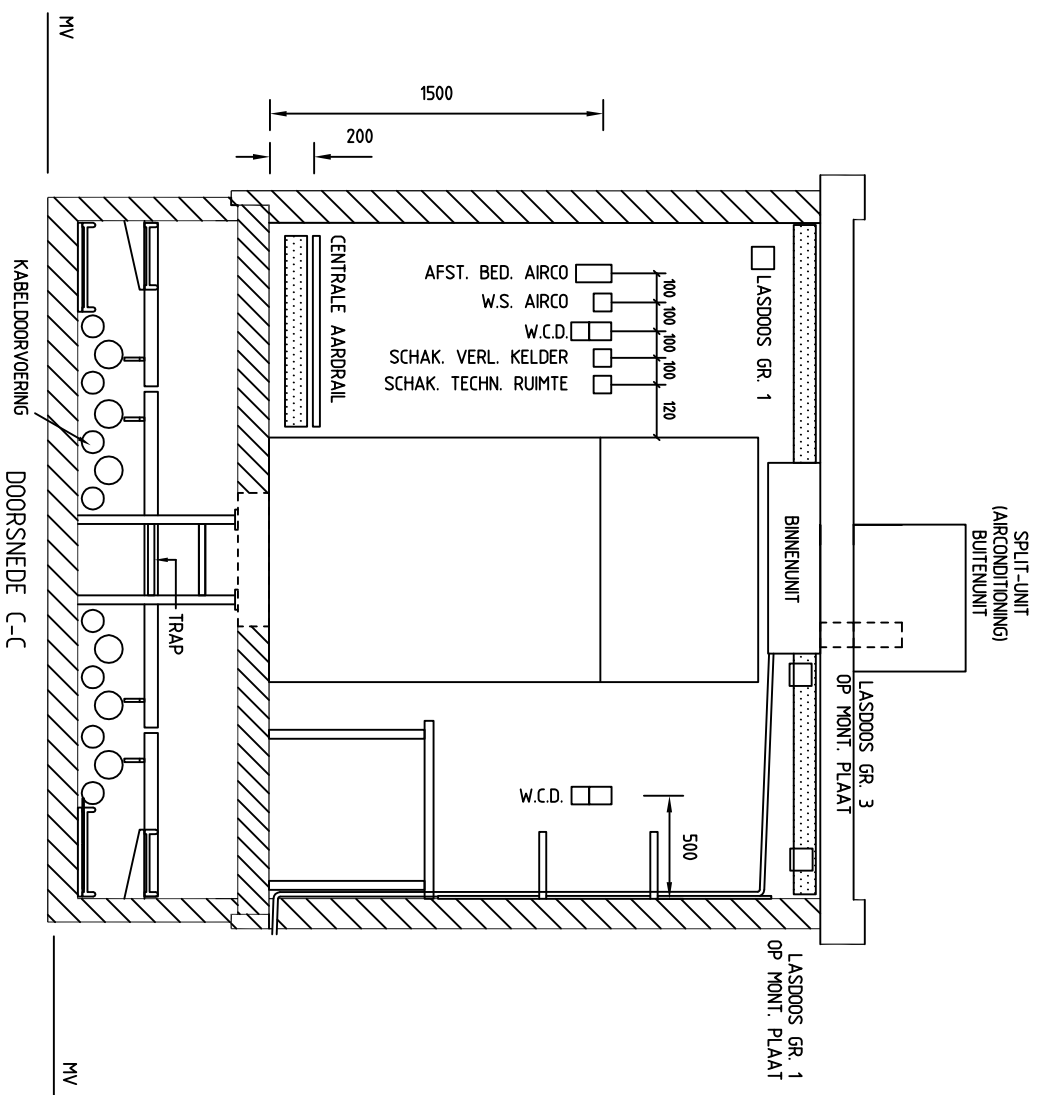 SPLIT-UNIT
(AIRCONDITIONING)
BUITENUNIT
LASDOOS GR. 3
OP MONT. PLAAT
LASDOOS GR. 1
OP MONT. PLAAT
LASDOOS GR. 1
BINNENUNIT
AFST. BED. AIRCO
W.S. AIRCO
W.C.D.
SCHAK. VERL. KELDER
SCHAK. TECHN. RUIMTE
100
100
100
100
120
W.C.D.
500
1500
200
CENTRALE AARDRAIL
TRAP
MV
MV
KABELDOORVOERING
DOORSNEDE C-C